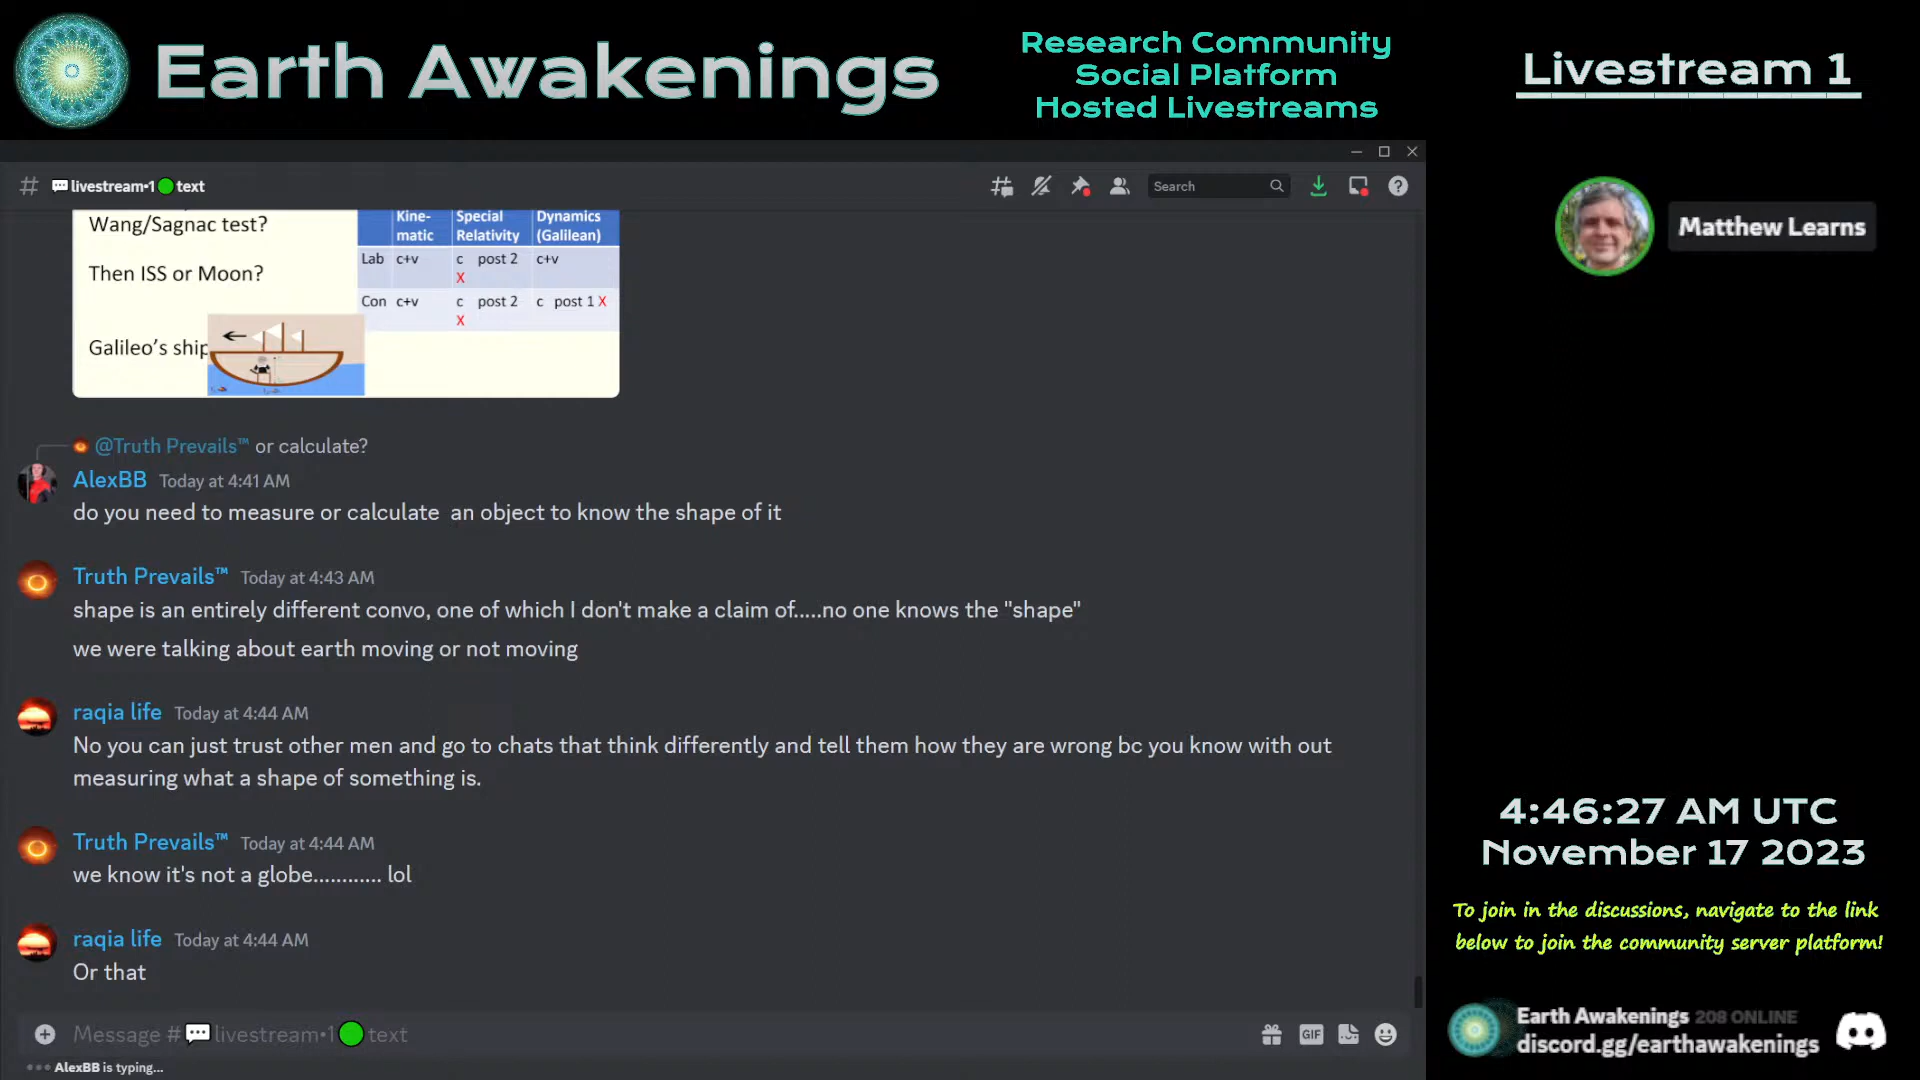 Earth Awakenings
Research Community
Social Platform
Hosted Livestreams
Livestream 1
livestream•1 text
Search
Matthew Learns
Wang/Sagnac test?
Then ISS or Moon?
Galileo's ship
Kine- Special Dynamics
matic Relativity (Galilean)
Lab c+v c post 2 c+v
X
Con c+v c post 2 c post 1 X
X
@Truth Prevails™ or calculate?
AlexBB Today at 4:41 AM
do you need to measure or calculate an object to know the shape of it
Truth Prevails™ Today at 4:43 AM
shape is an entirely different convo, one of which I don't make a claim of.....no one knows the "shape"
we were talking about earth moving or not moving
raqia life Today at 4:44 AM
No you can just trust other men and go to chats that think differently and tell them how they are wrong bc you know with out
measuring what a shape of something is.
Truth Prevails™ Today at 4:44 AM
we know it's not a globe............ lol
raqia life Today at 4:44 AM
Or that
Message # livestream•1 text
GIF
AlexBB is typing...
4:46:27 AM UTC
November 17 2023
To join in the discussions, navigate to the link
below to join the community server platform!
Earth Awakenings 208 ONLINE
discord.gg/earthawakenings